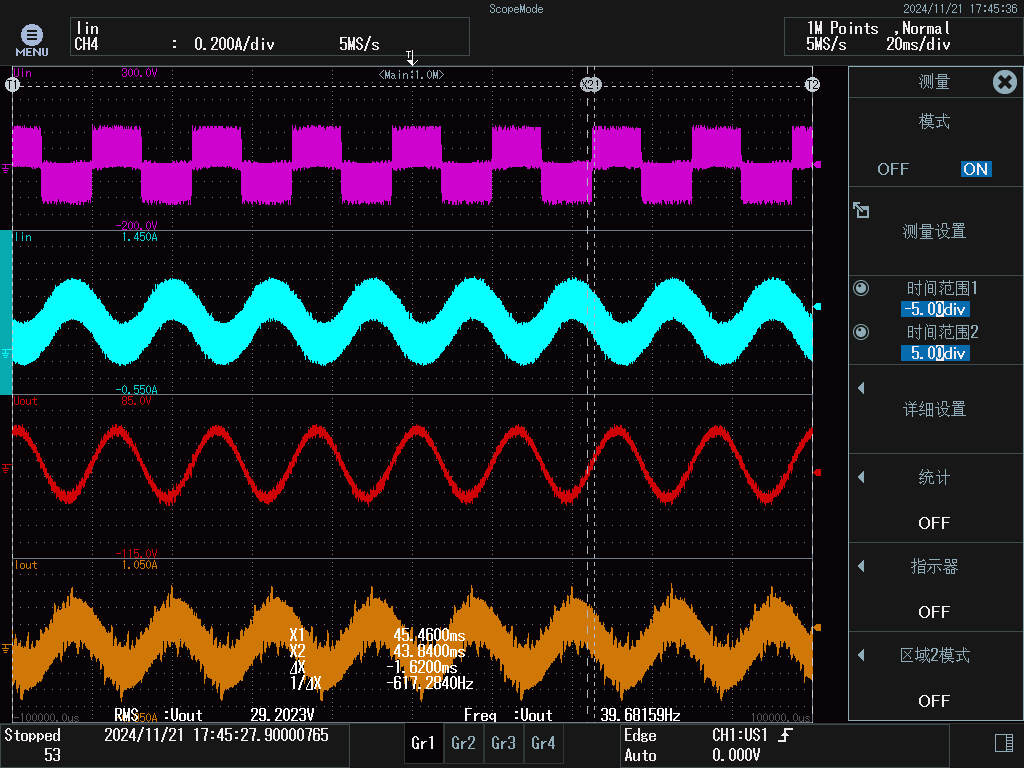 ScopeMode
2024/11/21 17:45:36
MENU
Iin
CH4 : 0.200A/div 5MS/s
1M Points ,Normal
5MS/s 20ms/div
T
<Main:1.0M>
Uin 300.0V
T1
X21
T2
-200.0V
Iin 1.450A
-0.550A
Uout 85.0V
-115.0V
Iout 1.050A
X1 45.4600ms
X2 43.8400ms
ΔX -1.6200ms
1/ΔX -617.2840Hz
-100000.0us
100000.0us
RMS :Uout 29.2023V
Freq :Uout 39.68159Hz
测量
模式
OFF ON
测量设置
时间范围1
-5.00div
时间范围2
5.00div
详细设置
统计
OFF
指示器
OFF
区域2模式
OFF
Stopped
53
2024/11/21 17:45:27.90000765
Gr1 Gr2 Gr3 Gr4
Edge CH1:US1
Auto 0.000V